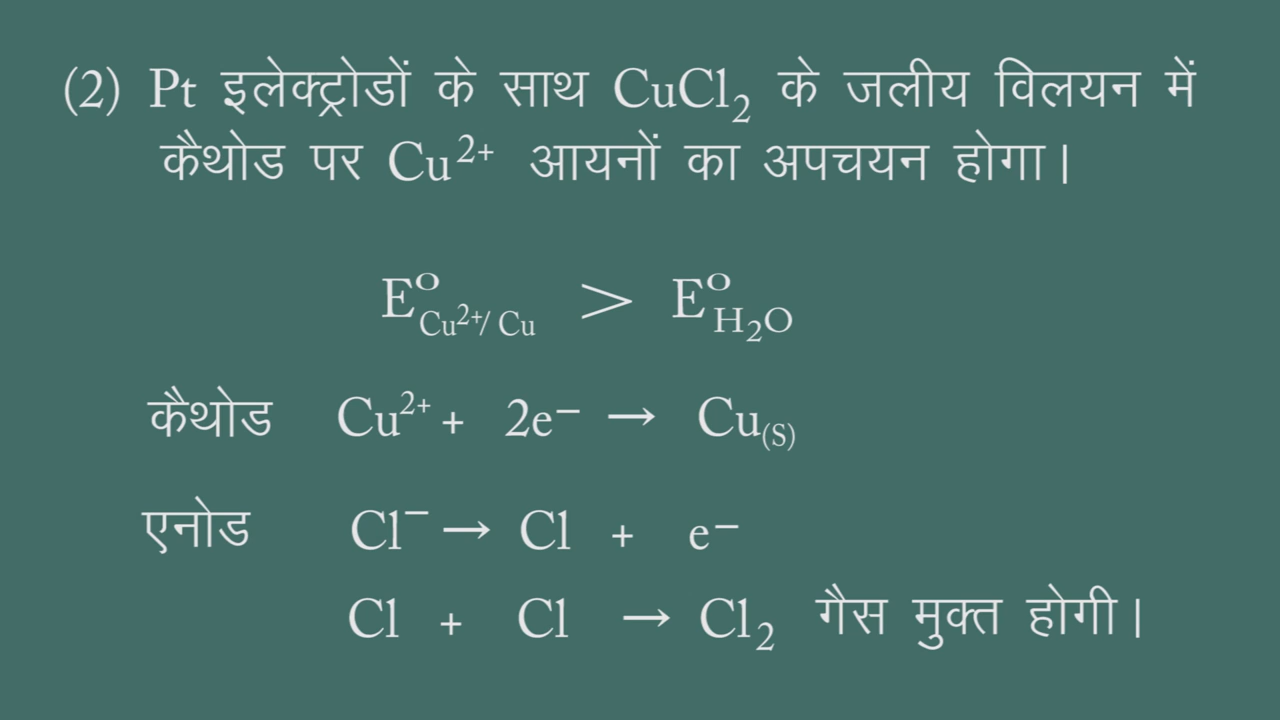 (2) Pt इलेक्ट्रोडों के साथ CuCl₂ के जलीय विलयन में
कैथोड पर Cu²⁺ आयनों का अपचयन होगा।
E°Cu²⁺/ Cu > E°H₂O
कैथोड Cu²⁺ + 2e⁻ → Cu(S)
एनोड Cl⁻ → Cl + e⁻
Cl + Cl → Cl₂ गैस मुक्त होगी।